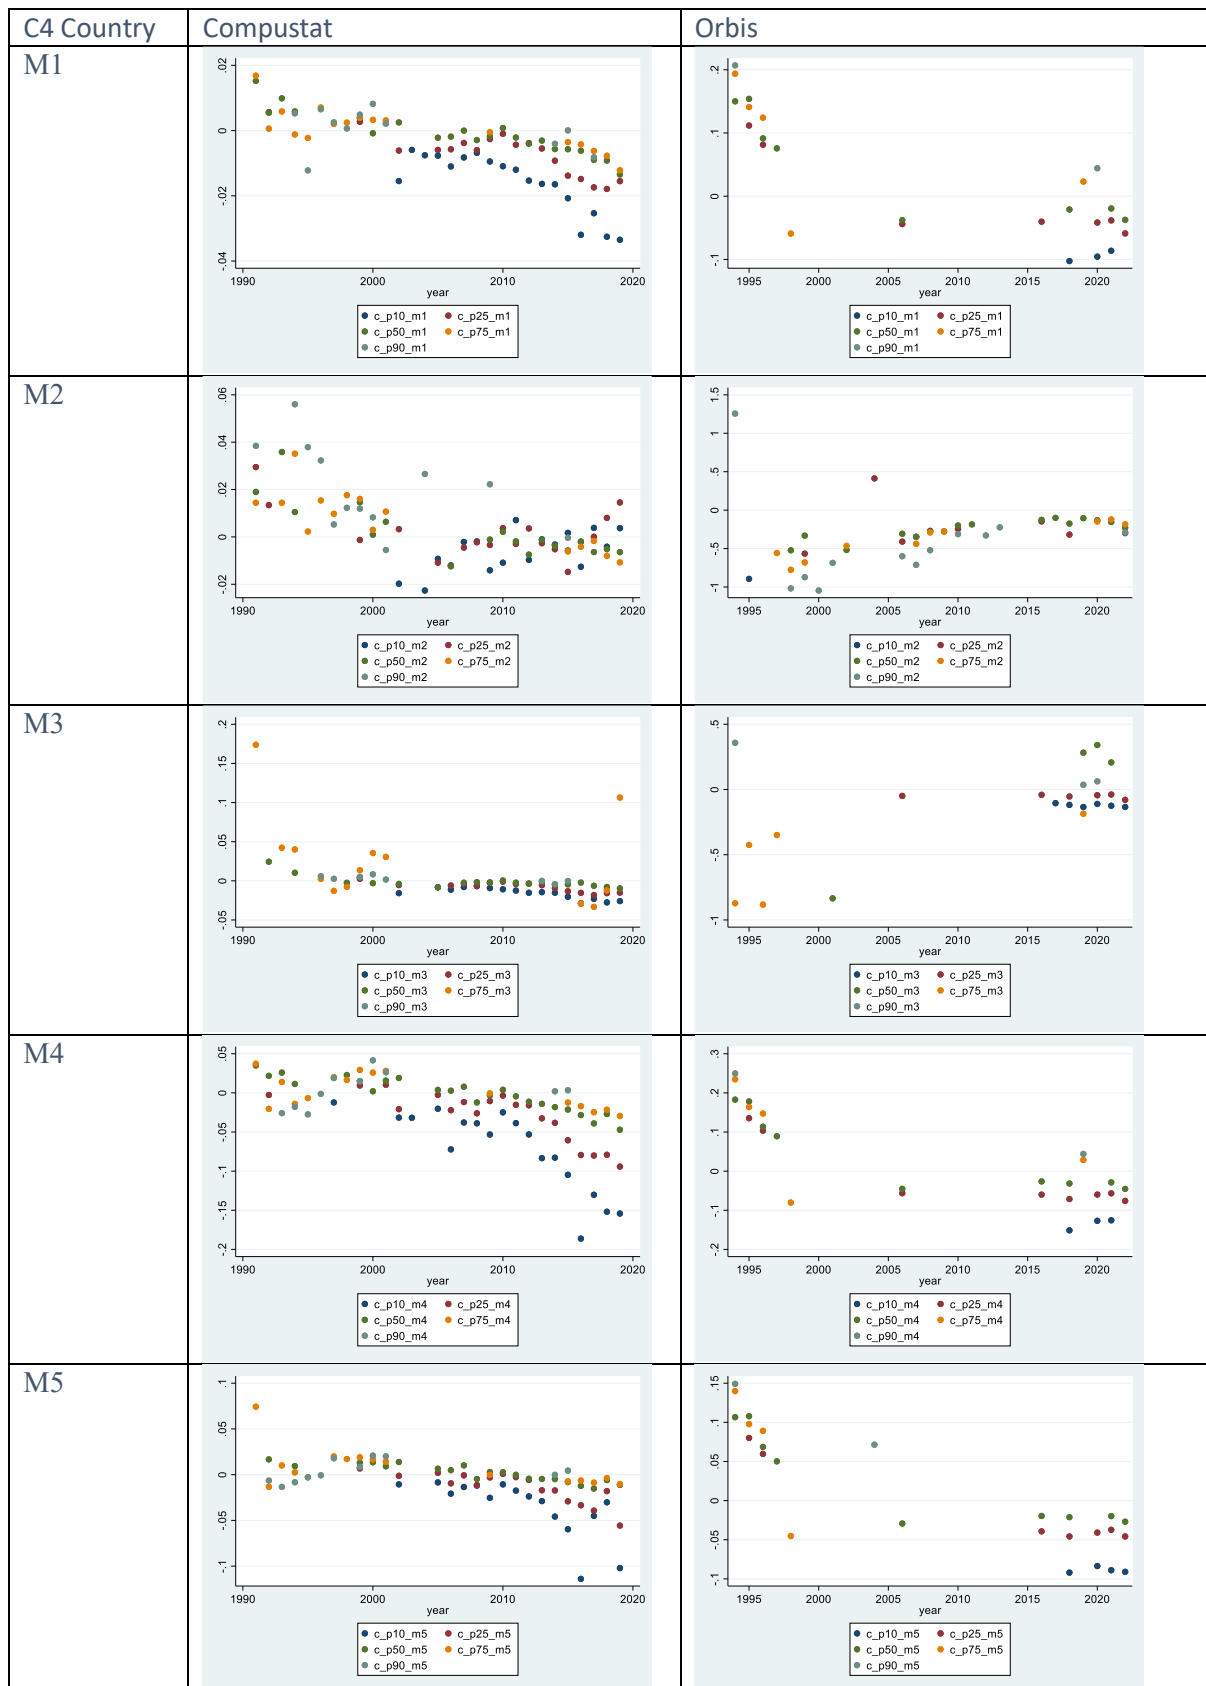 C4 Country Compustat Orbis
M1
.02
0
-.02
-.04
1990 2000 2010 2020
year
c_p10_m1 c_p25_m1
c_p50_m1 c_p75_m1
c_p90_m1
.2
.1
0
-.1
1995 2000 2005 2010 2015 2020
year
c_p10_m1 c_p25_m1
c_p50_m1 c_p75_m1
c_p90_m1
M2
.06
.04
.02
0
-.02
1990 2000 2010 2020
year
c_p10_m2 c_p25_m2
c_p50_m2 c_p75_m2
c_p90_m2
1.5
1
.5
0
-.5
-1
1995 2000 2005 2010 2015 2020
year
c_p10_m2 c_p25_m2
c_p50_m2 c_p75_m2
c_p90_m2
M3
.2
.15
.1
.05
0
-.05
1990 2000 2010 2020
year
c_p10_m3 c_p25_m3
c_p50_m3 c_p75_m3
c_p90_m3
.5
0
-.5
-1
1995 2000 2005 2010 2015 2020
year
c_p10_m3 c_p25_m3
c_p50_m3 c_p75_m3
c_p90_m3
M4
.05
0
-.05
-.1
-.15
-.2
1990 2000 2010 2020
year
c_p10_m4 c_p25_m4
c_p50_m4 c_p75_m4
c_p90_m4
.3
.2
.1
0
-.1
-.2
1995 2000 2005 2010 2015 2020
year
c_p10_m4 c_p25_m4
c_p50_m4 c_p75_m4
c_p90_m4
M5
.1
.05
0
-.05
-.1
1990 2000 2010 2020
year
c_p10_m5 c_p25_m5
c_p50_m5 c_p75_m5
c_p90_m5
.15
.1
.05
0
-.05
-.1
1995 2000 2005 2010 2015 2020
year
c_p10_m5 c_p25_m5
c_p50_m5 c_p75_m5
c_p90_m5